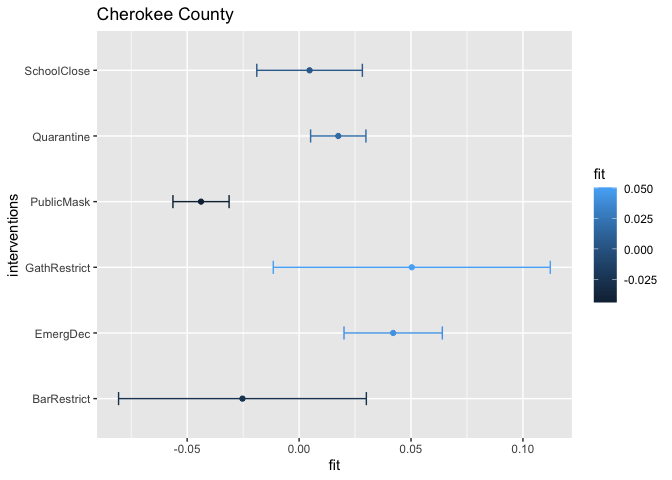 Cherokee County
interventions
SchoolClose
Quarantine
PublicMask
GathRestrict
EmergDec
BarRestrict
-0.05 0.00 0.05 0.10
fit
fit
0.050
0.025
0.000
-0.025